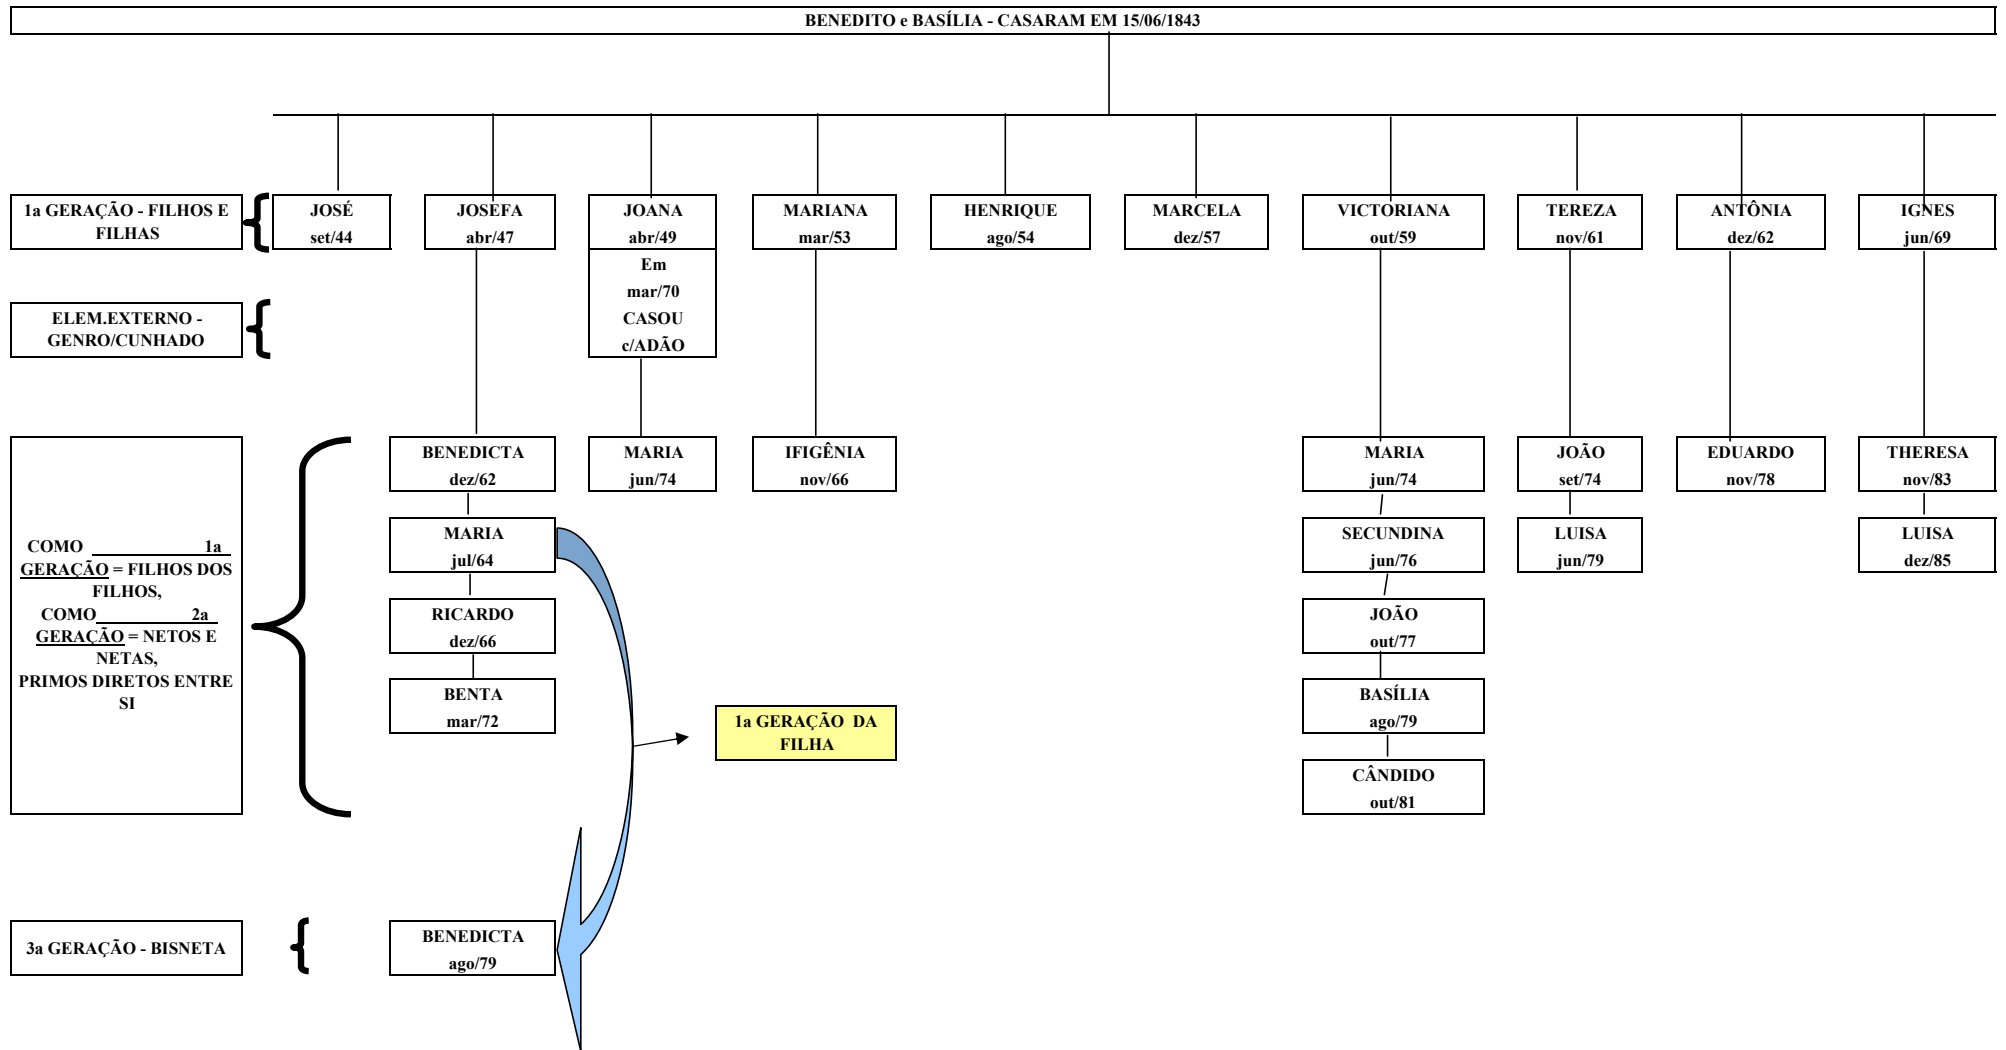 BENEDITO e BASÍLIA - CASARAM EM 15/06/1843
1a GERAÇÃO - FILHOS E
FILHAS
JOSÉ
set/44
JOSEFA
abr/47
JOANA
abr/49
MARIANA
mar/53
HENRIQUE
ago/54
MARCELA
dez/57
VICTORIANA
out/59
TEREZA
nov/61
ANTÔNIA
dez/62
IGNES
jun/69
Em
mar/70
CASOU
c/ADÃO
ELEM.EXTERNO -
GENRO/CUNHADO
COMO ______________ 1a
GERAÇÃO = FILHOS DOS
FILHOS,
COMO______________ 2a
GERAÇÃO = NETOS E
NETAS,
PRIMOS DIRETOS ENTRE
SI
BENEDICTA
dez/62
MARIA
jul/64
RICARDO
dez/66
BENTA
mar/72
MARIA
jun/74
IFIGÊNIA
nov/66
1a GERAÇÃO DA
FILHA
MARIA
jun/74
SECUNDINA
jun/76
JOÃO
out/77
BASÍLIA
ago/79
CÂNDIDO
out/81
JOÃO
set/74
LUISA
jun/79
EDUARDO
nov/78
THERESA
nov/83
LUISA
dez/85
3a GERAÇÃO - BISNETA
BENEDICTA
ago/79